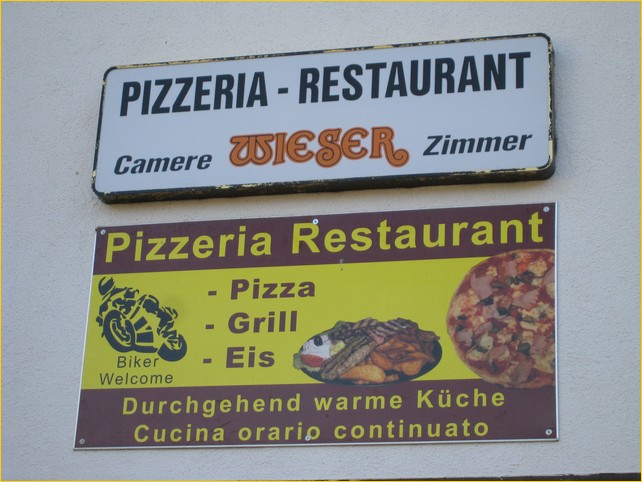 PIZZERIA - RESTAURANT
Camere WIESER Zimmer
Pizzeria Restaurant
- Pizza
- Grill
- Eis
Biker
Welcome
Durchgehend warme Küche
Cucina orario continuato